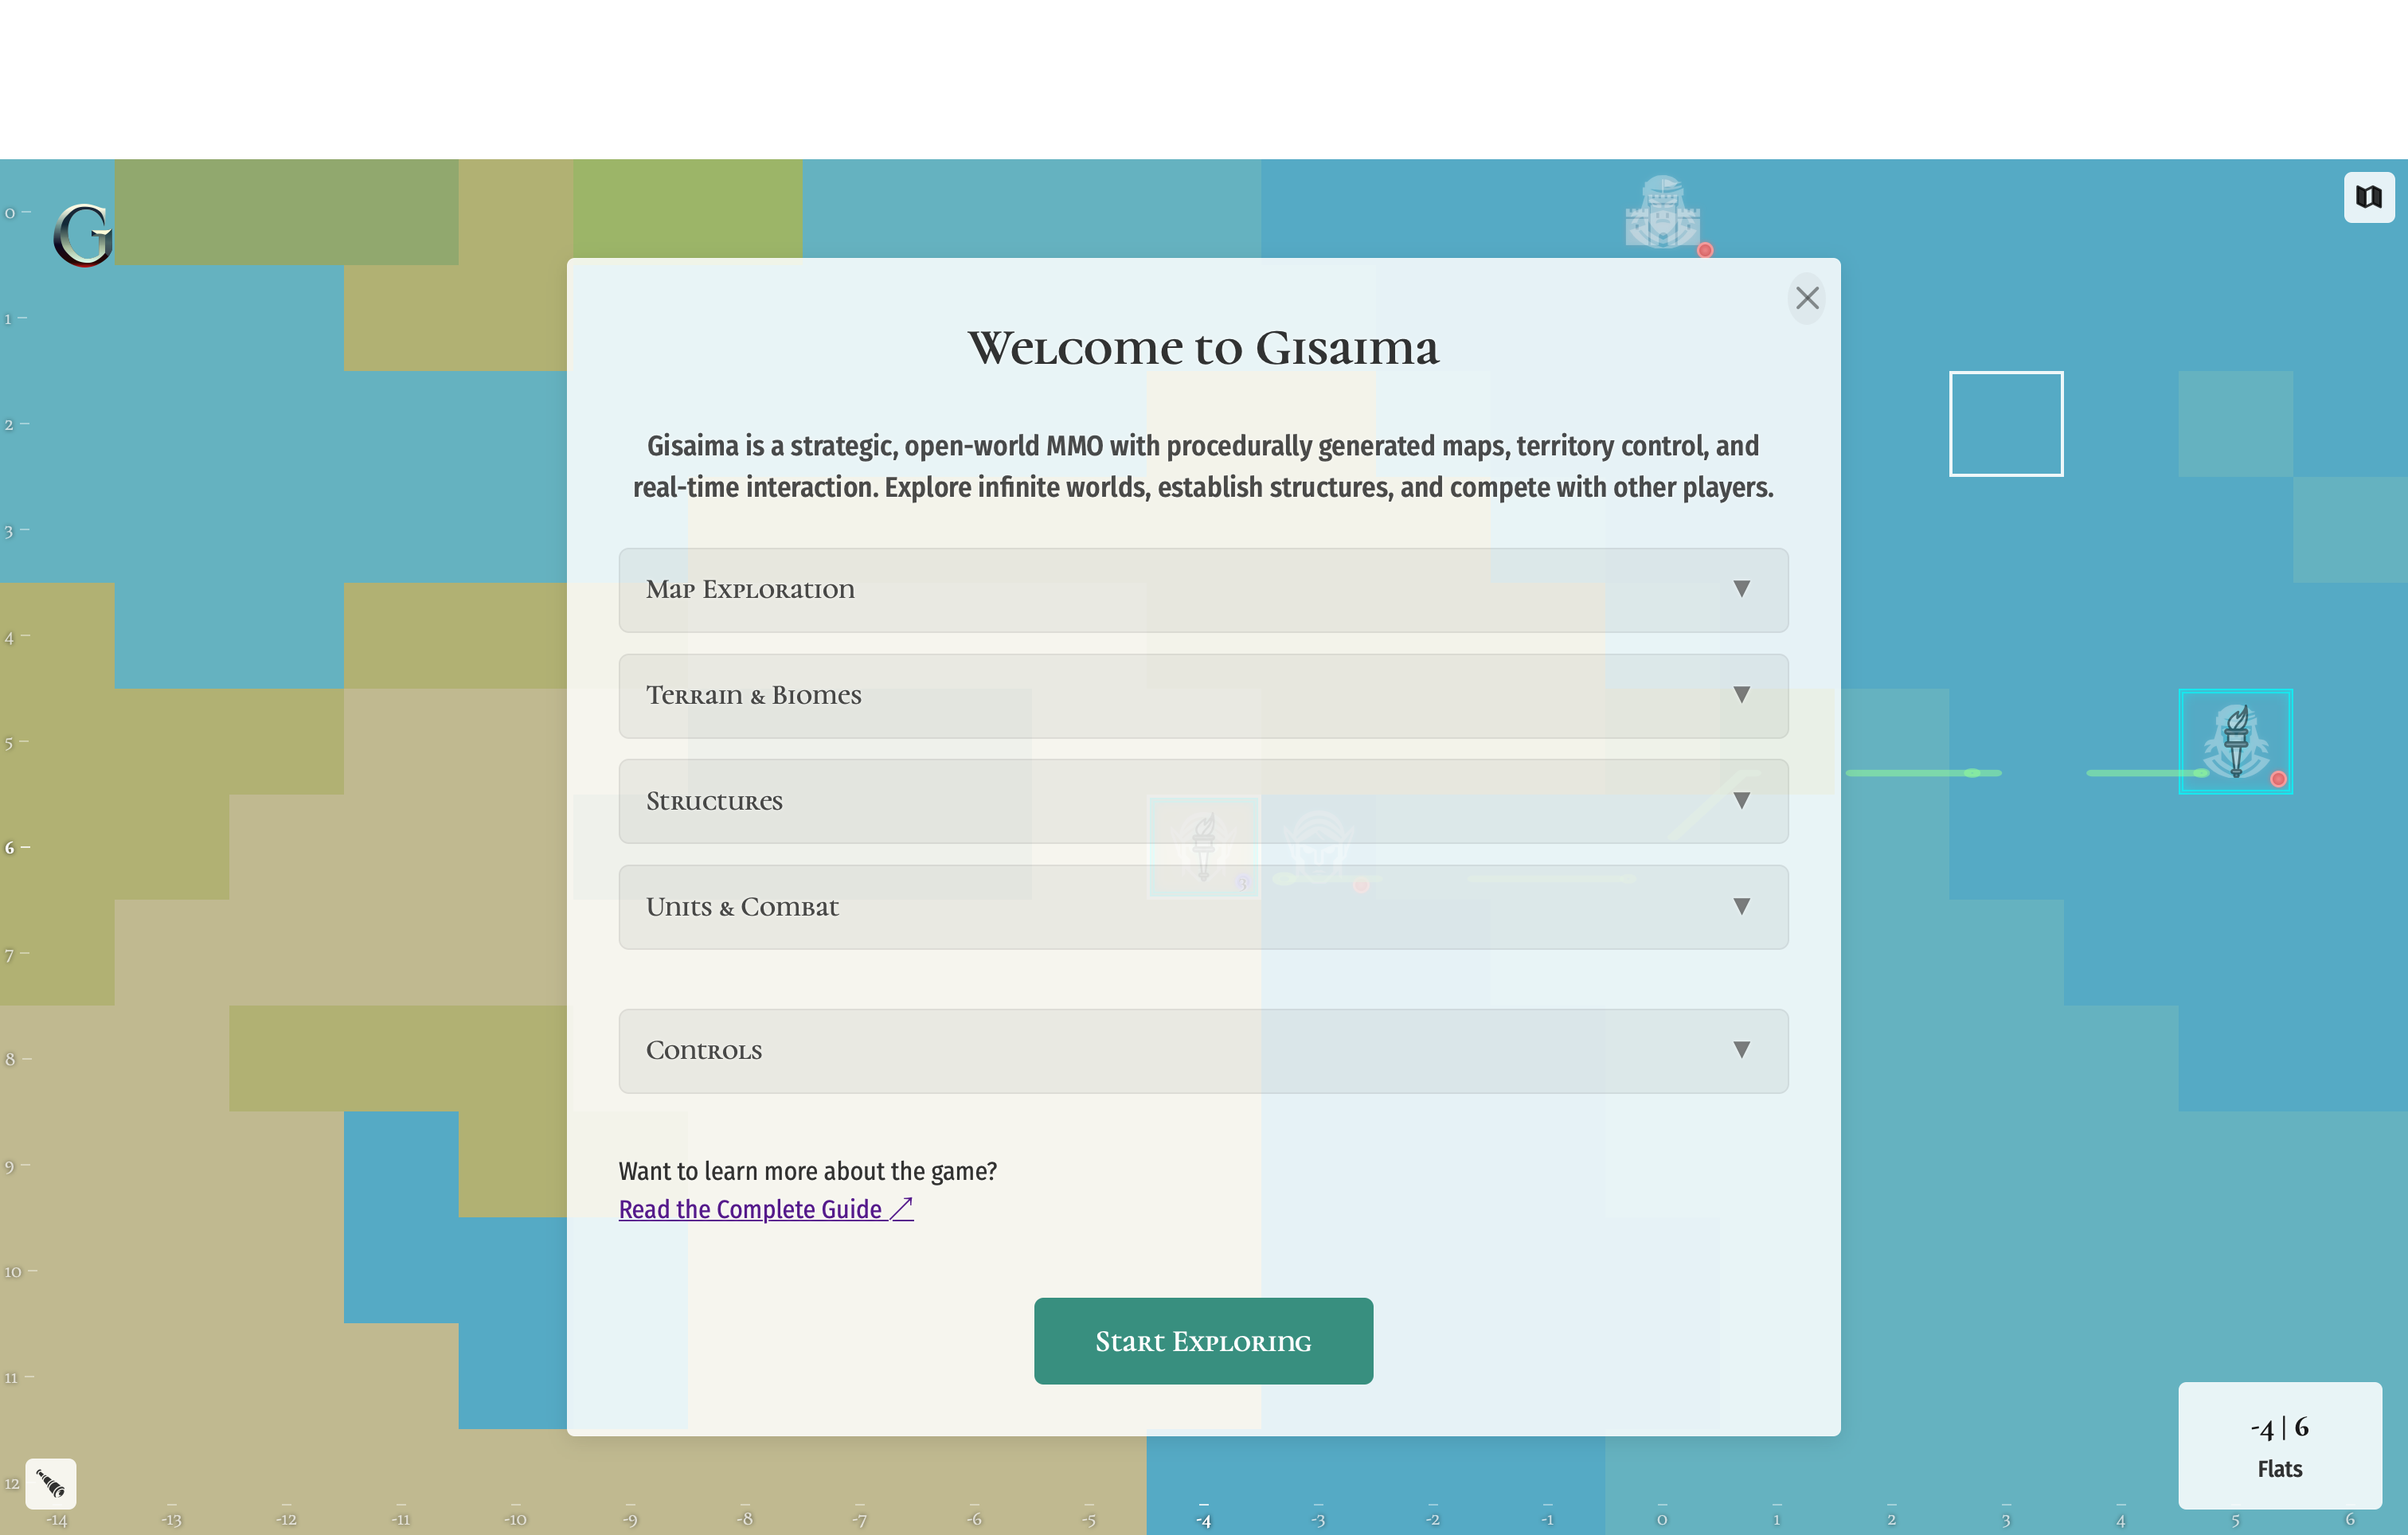 G
Welcome to Gisaima
Gisaima is a strategic, open-world MMO with procedurally generated maps, territory control, and
real-time interaction. Explore infinite worlds, establish structures, and compete with other players.
Map Exploration
Terrain & Biomes
Structures
Units & Combat
Controls
Want to learn more about the game?
Read the Complete Guide ↗
Start Exploring
-4 | 6
Flats
0
1
2
3
4
5
6
7
8
9
10
11
12
-14 -13 -12 -11 -10 -9 -8 -7 -6 -5 -4 -3 -2 -1 0 1 2 3 4 5 6